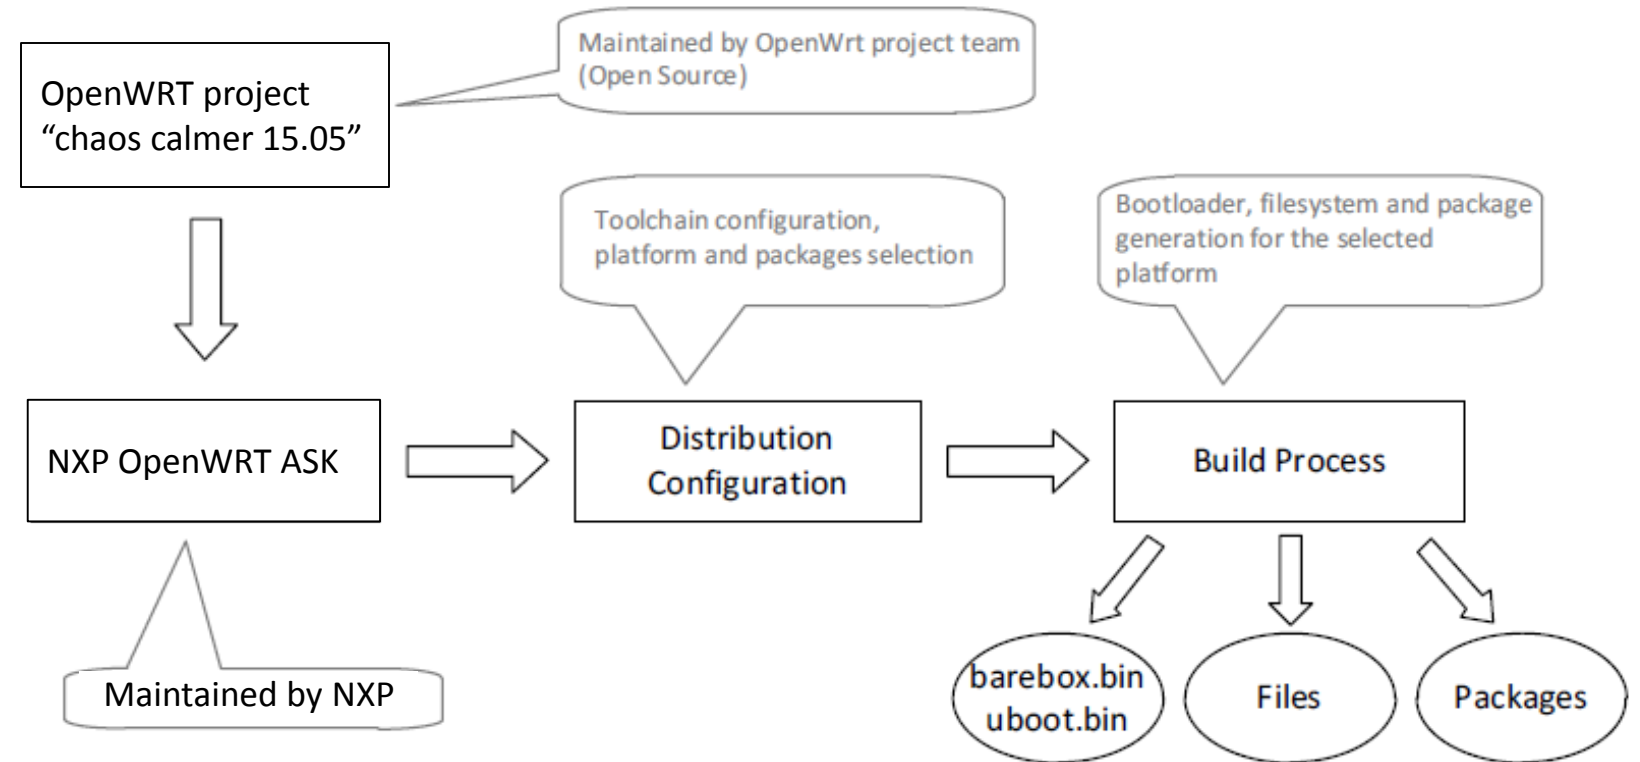 Maintained by OpenWrt project team
(Open Source)
OpenWRT project
“chaos calmer 15.05”
Toolchain configuration,
platform and packages selection
Bootloader, filesystem and package
generation for the selected
platform
NXP OpenWRT ASK
Distribution
Configuration
Build Process
Maintained by NXP
barebox.bin
uboot.bin
Files
Packages